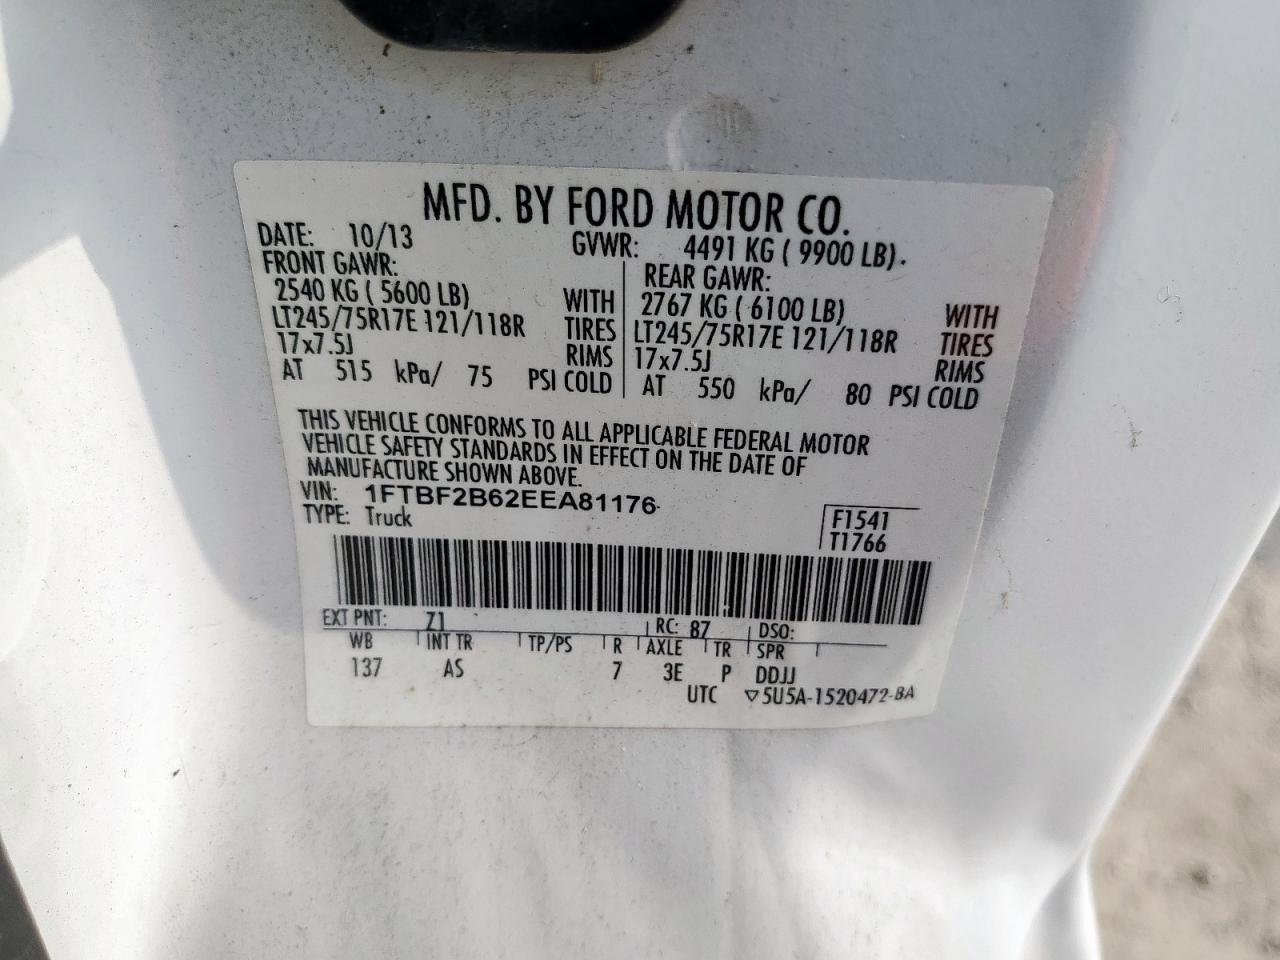 MFD. BY FORD MOTOR CO.
DATE: 10/13 GVWR: 4491 KG ( 9900 LB).
FRONT GAWR: REAR GAWR:
2540 KG ( 5600 LB) WITH 2767 KG ( 6100 LB) WITH
LT245/75R17E 121/118R TIRES LT245/75R17E 121/118R TIRES
17x7.5J RIMS 17x7.5J RIMS
AT 515 kPa/ 75 PSI COLD AT 550 kPa/ 80 PSI COLD
THIS VEHICLE CONFORMS TO ALL APPLICABLE FEDERAL MOTOR
VEHICLE SAFETY STANDARDS IN EFFECT ON THE DATE OF
MANUFACTURE SHOWN ABOVE.
VIN: 1FTBF2B62EEA81176
TYPE: Truck
F1541
T1766
EXT PNT: Z1 RC: 87 DSO:
WB INT TR TP/PS R AXLE TR SPR
137 AS 7 3E P DDJJ
UTC ▽5U5A-1520472-BA